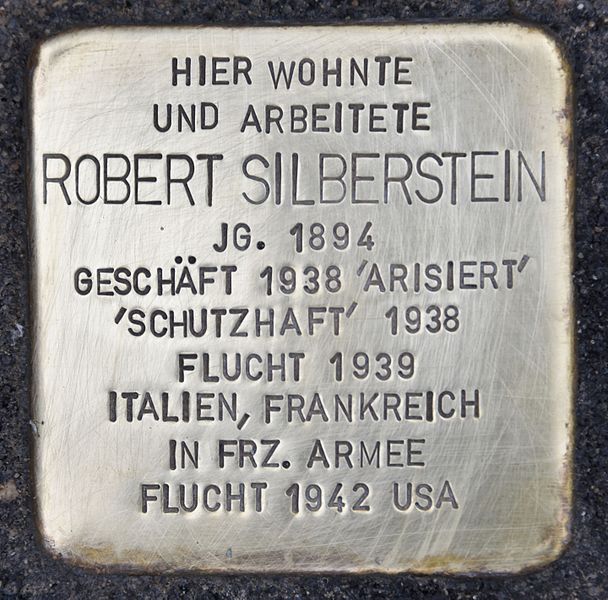 HIER WOHNTE
UND ARBEITETE
ROBERT SILBERSTEIN
JG. 1894
GESCHÄFT 1938 'ARISIERT'
'SCHUTZHAFT' 1938
FLUCHT 1939
ITALIEN, FRANKREICH
IN FRZ. ARMEE
FLUCHT 1942 USA